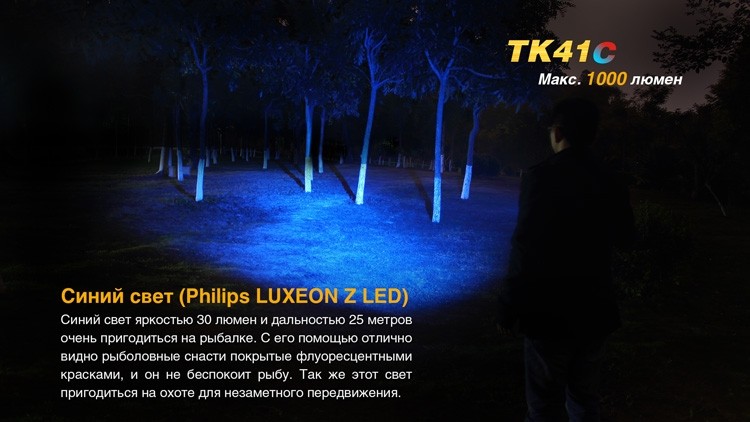 TK41C
Макс. 1000 люмен
Синий свет (Philips LUXEON Z LED)
Синий свет яркостью 30 люмен и дальностью 25 метров
очень пригодиться на рыбалке. С его помощью отлично
видно рыболовные снасти покрытые флуоресцентными
красками, и он не беспокоит рыбу. Так же этот свет
пригодиться на охоте для незаметного передвижения.